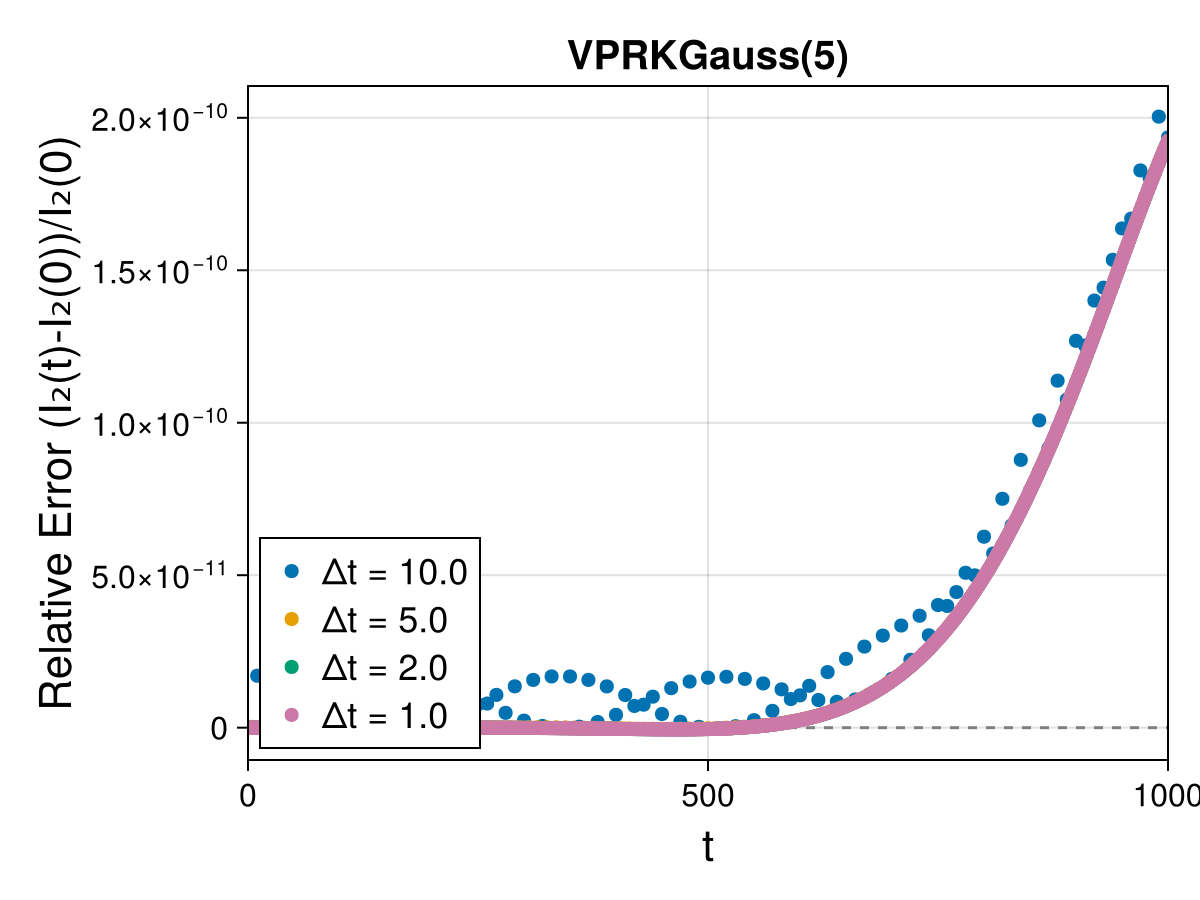 VPRKGauss(5)
Relative Error (I₂(t)-I₂(0))/I₂(0)
2.0×10⁻¹⁰
1.5×10⁻¹⁰
1.0×10⁻¹⁰
5.0×10⁻¹¹
0
Δt = 10.0
Δt = 5.0
Δt = 2.0
Δt = 1.0
0 500 1000
t